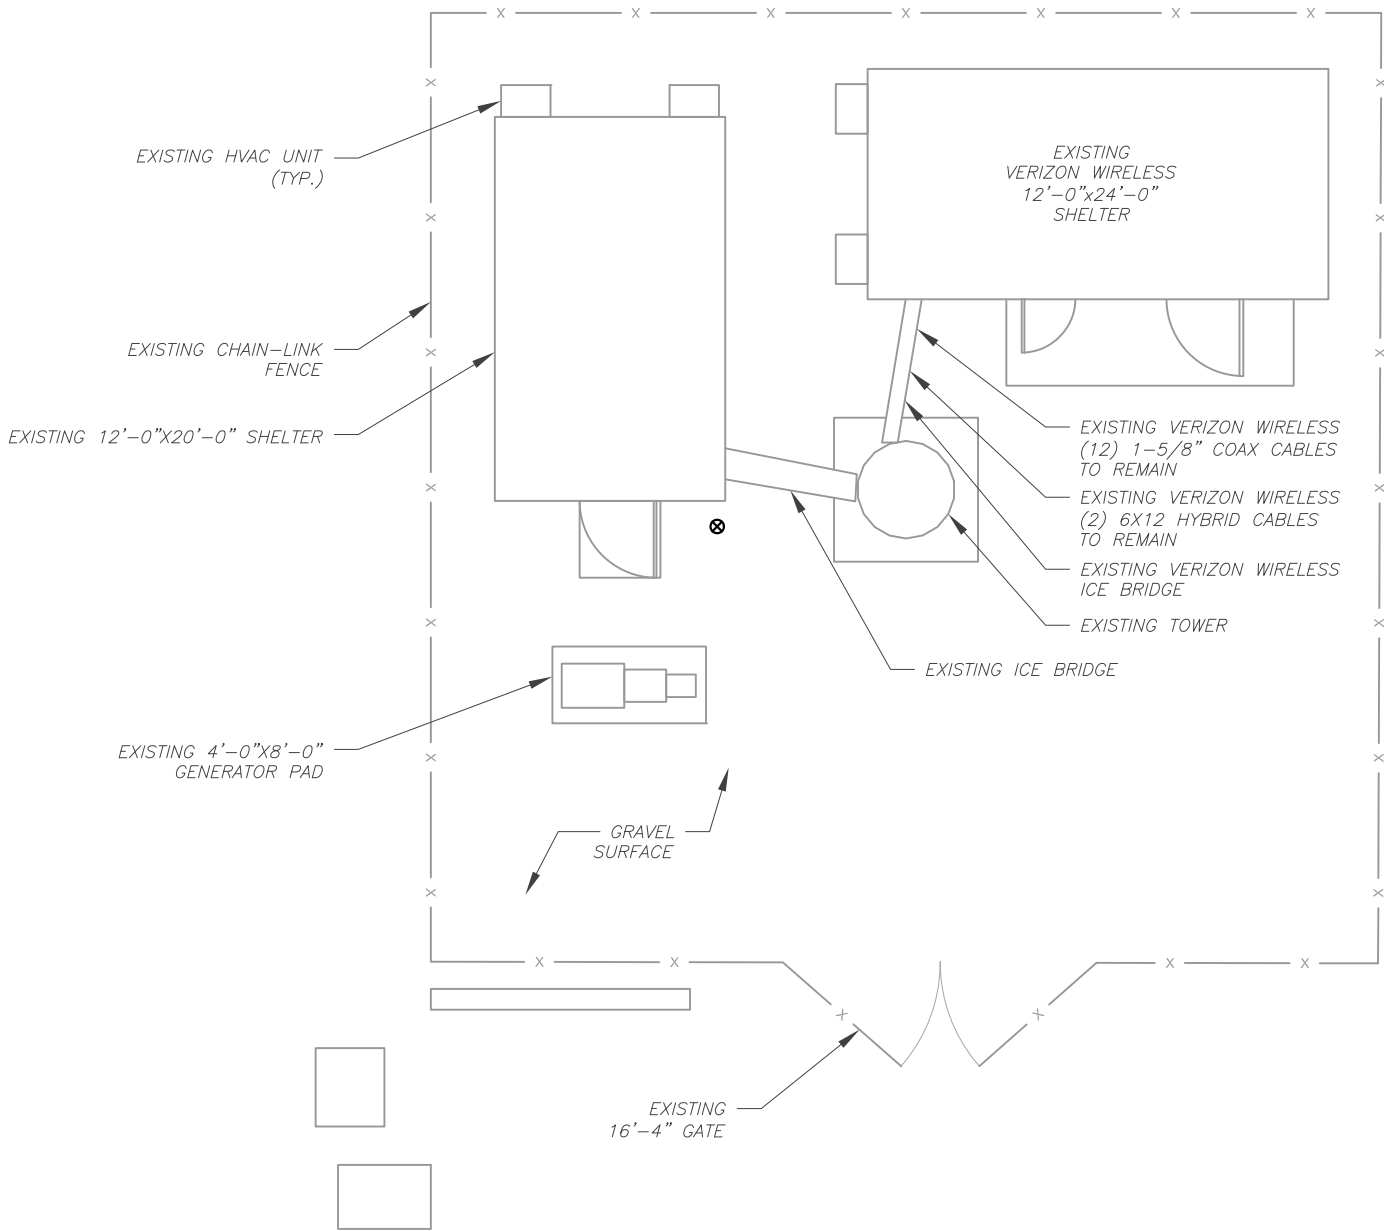 EXISTING HVAC UNIT
(TYP.)
EXISTING
VERIZON WIRELESS
12'-0"x24'-0"
SHELTER
EXISTING CHAIN-LINK
FENCE
EXISTING 12'-0"X20'-0" SHELTER
EXISTING VERIZON WIRELESS
(12) 1-5/8" COAX CABLES
TO REMAIN
EXISTING VERIZON WIRELESS
(2) 6X12 HYBRID CABLES
TO REMAIN
EXISTING VERIZON WIRELESS
ICE BRIDGE
EXISTING TOWER
EXISTING ICE BRIDGE
EXISTING 4'-0"X8'-0"
GENERATOR PAD
GRAVEL
SURFACE
EXISTING
16'-4" GATE